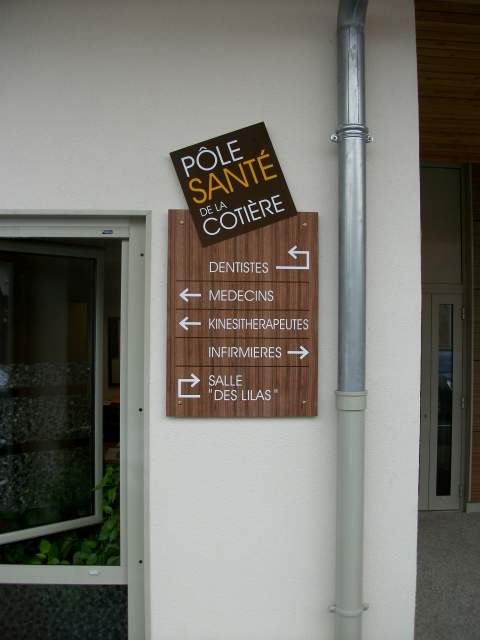 PÔLE
SANTÉ
DE LA
COTIÈRE
DENTISTES
MEDECINS
KINESITHERAPEUTES
INFIRMIERES
SALLE
"DES LILAS"